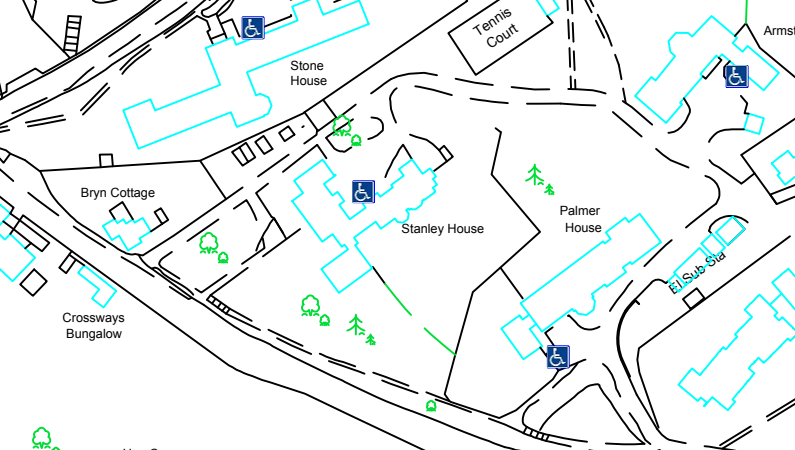 Tennis
Court
Armst
Stone
House
Bryn Cottage
Palmer
House
Stanley House
El Sub Sta
Crossways
Bungalow